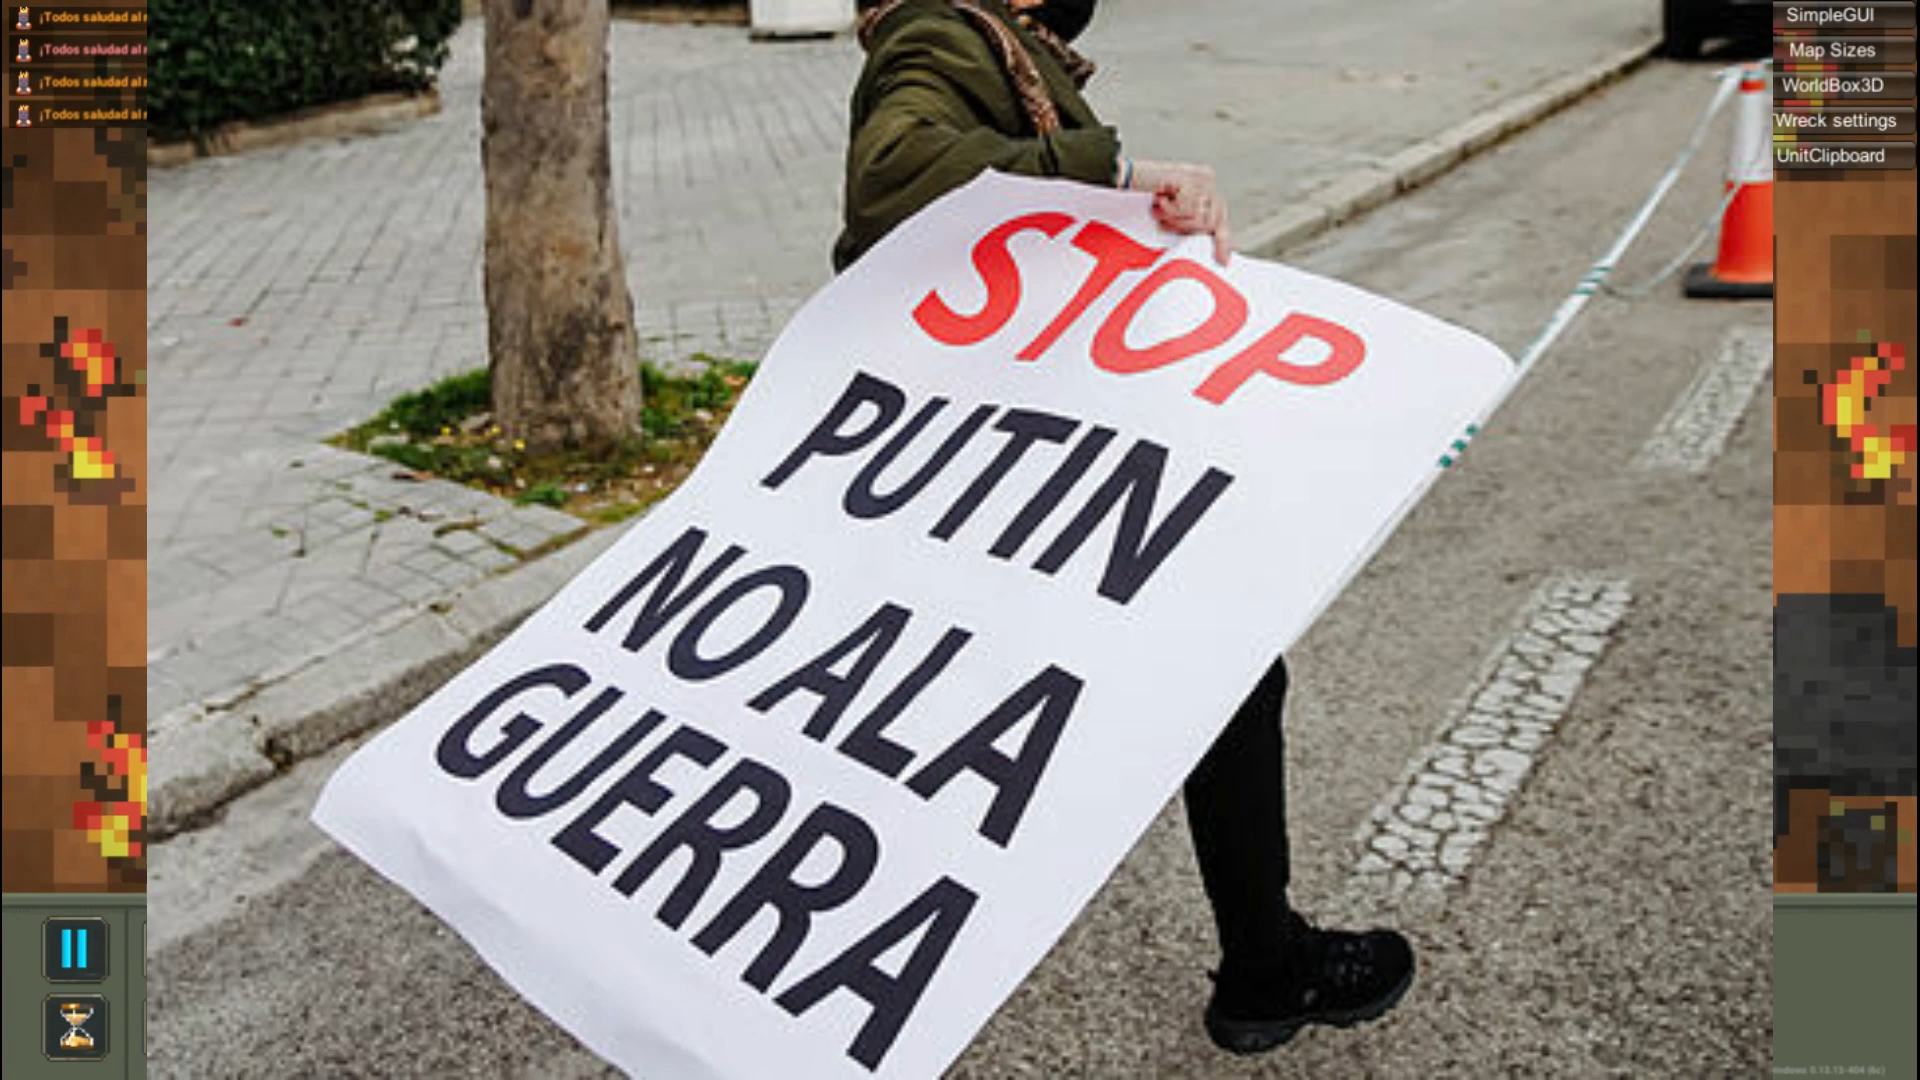 ¡Todos saludad al
¡Todos saludad al
¡Todos saludad al
¡Todos saludad al
SimpleGUI
Map Sizes
WorldBox3D
Wreck settings
UnitClipboard
STOP
PUTIN
NO ALA
GUERRA